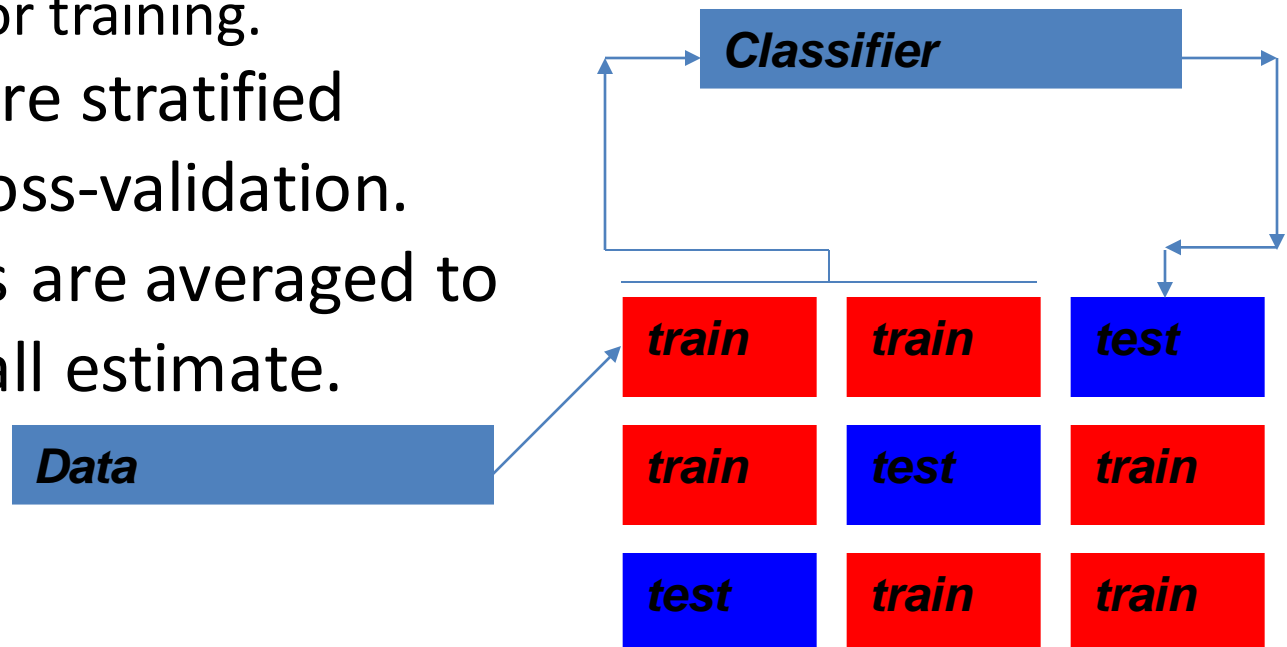 or training.
re stratified
oss-validation.
s are averaged to
all estimate.
Classifier
train train test
Data
train test train
test train train